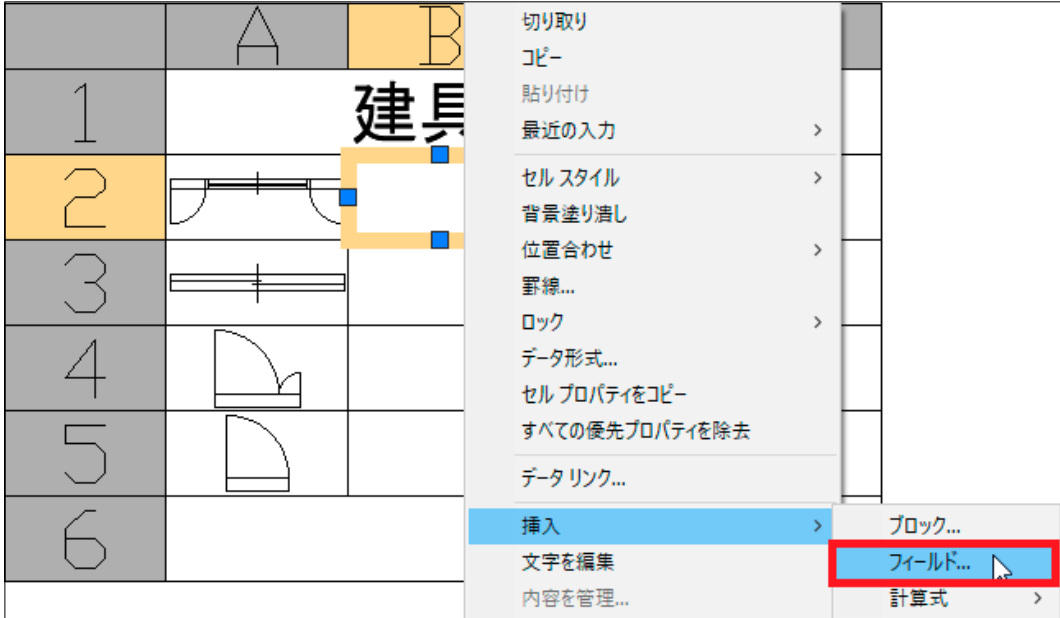 A
B
1
建具
2
3
4
5
6
切り取り
コピー
貼り付け
最近の入力
セル スタイル
背景塗り潰し
位置合わせ
罫線...
ロック
データ形式...
セル プロパティをコピー
すべての優先プロパティを除去
データ リンク...
挿入
文字を編集
内容を管理...
ブロック...
フィールド...
計算式